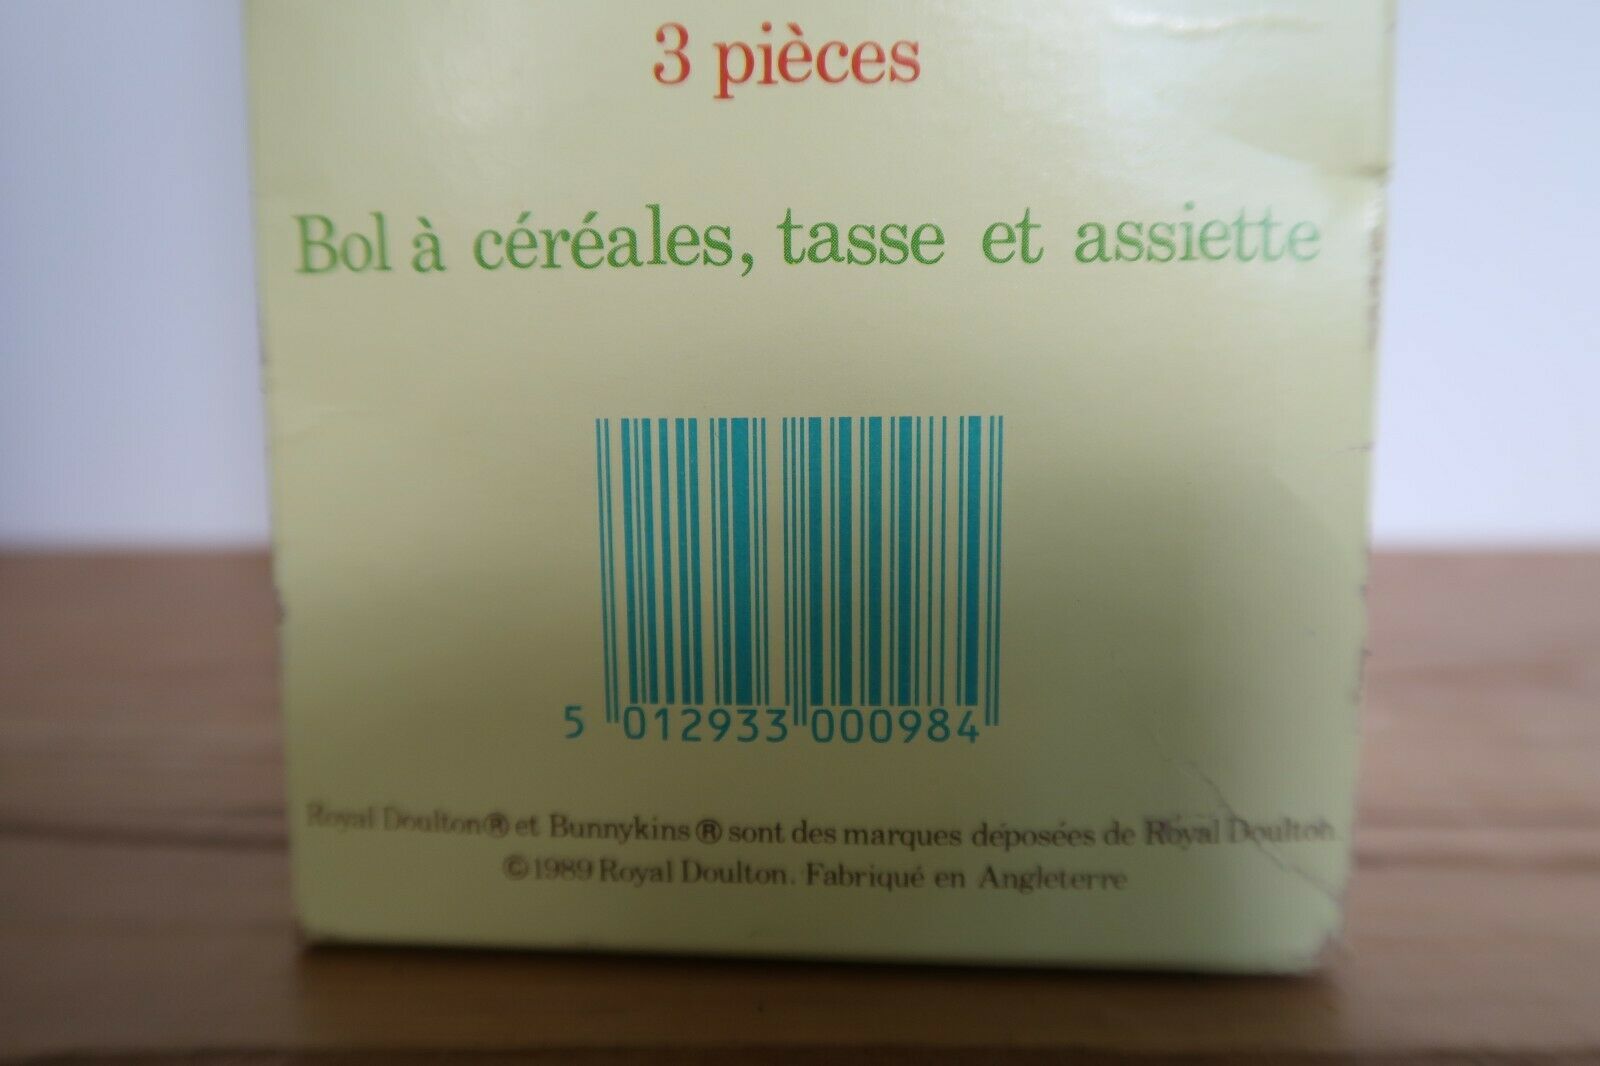 3 pièces
Bol à céréales, tasse et assiette
5 012933 000984
Royal Doulton® et Bunnykins® sont des marques déposées de Royal Doulton.
©1989 Royal Doulton. Fabriqué en Angleterre